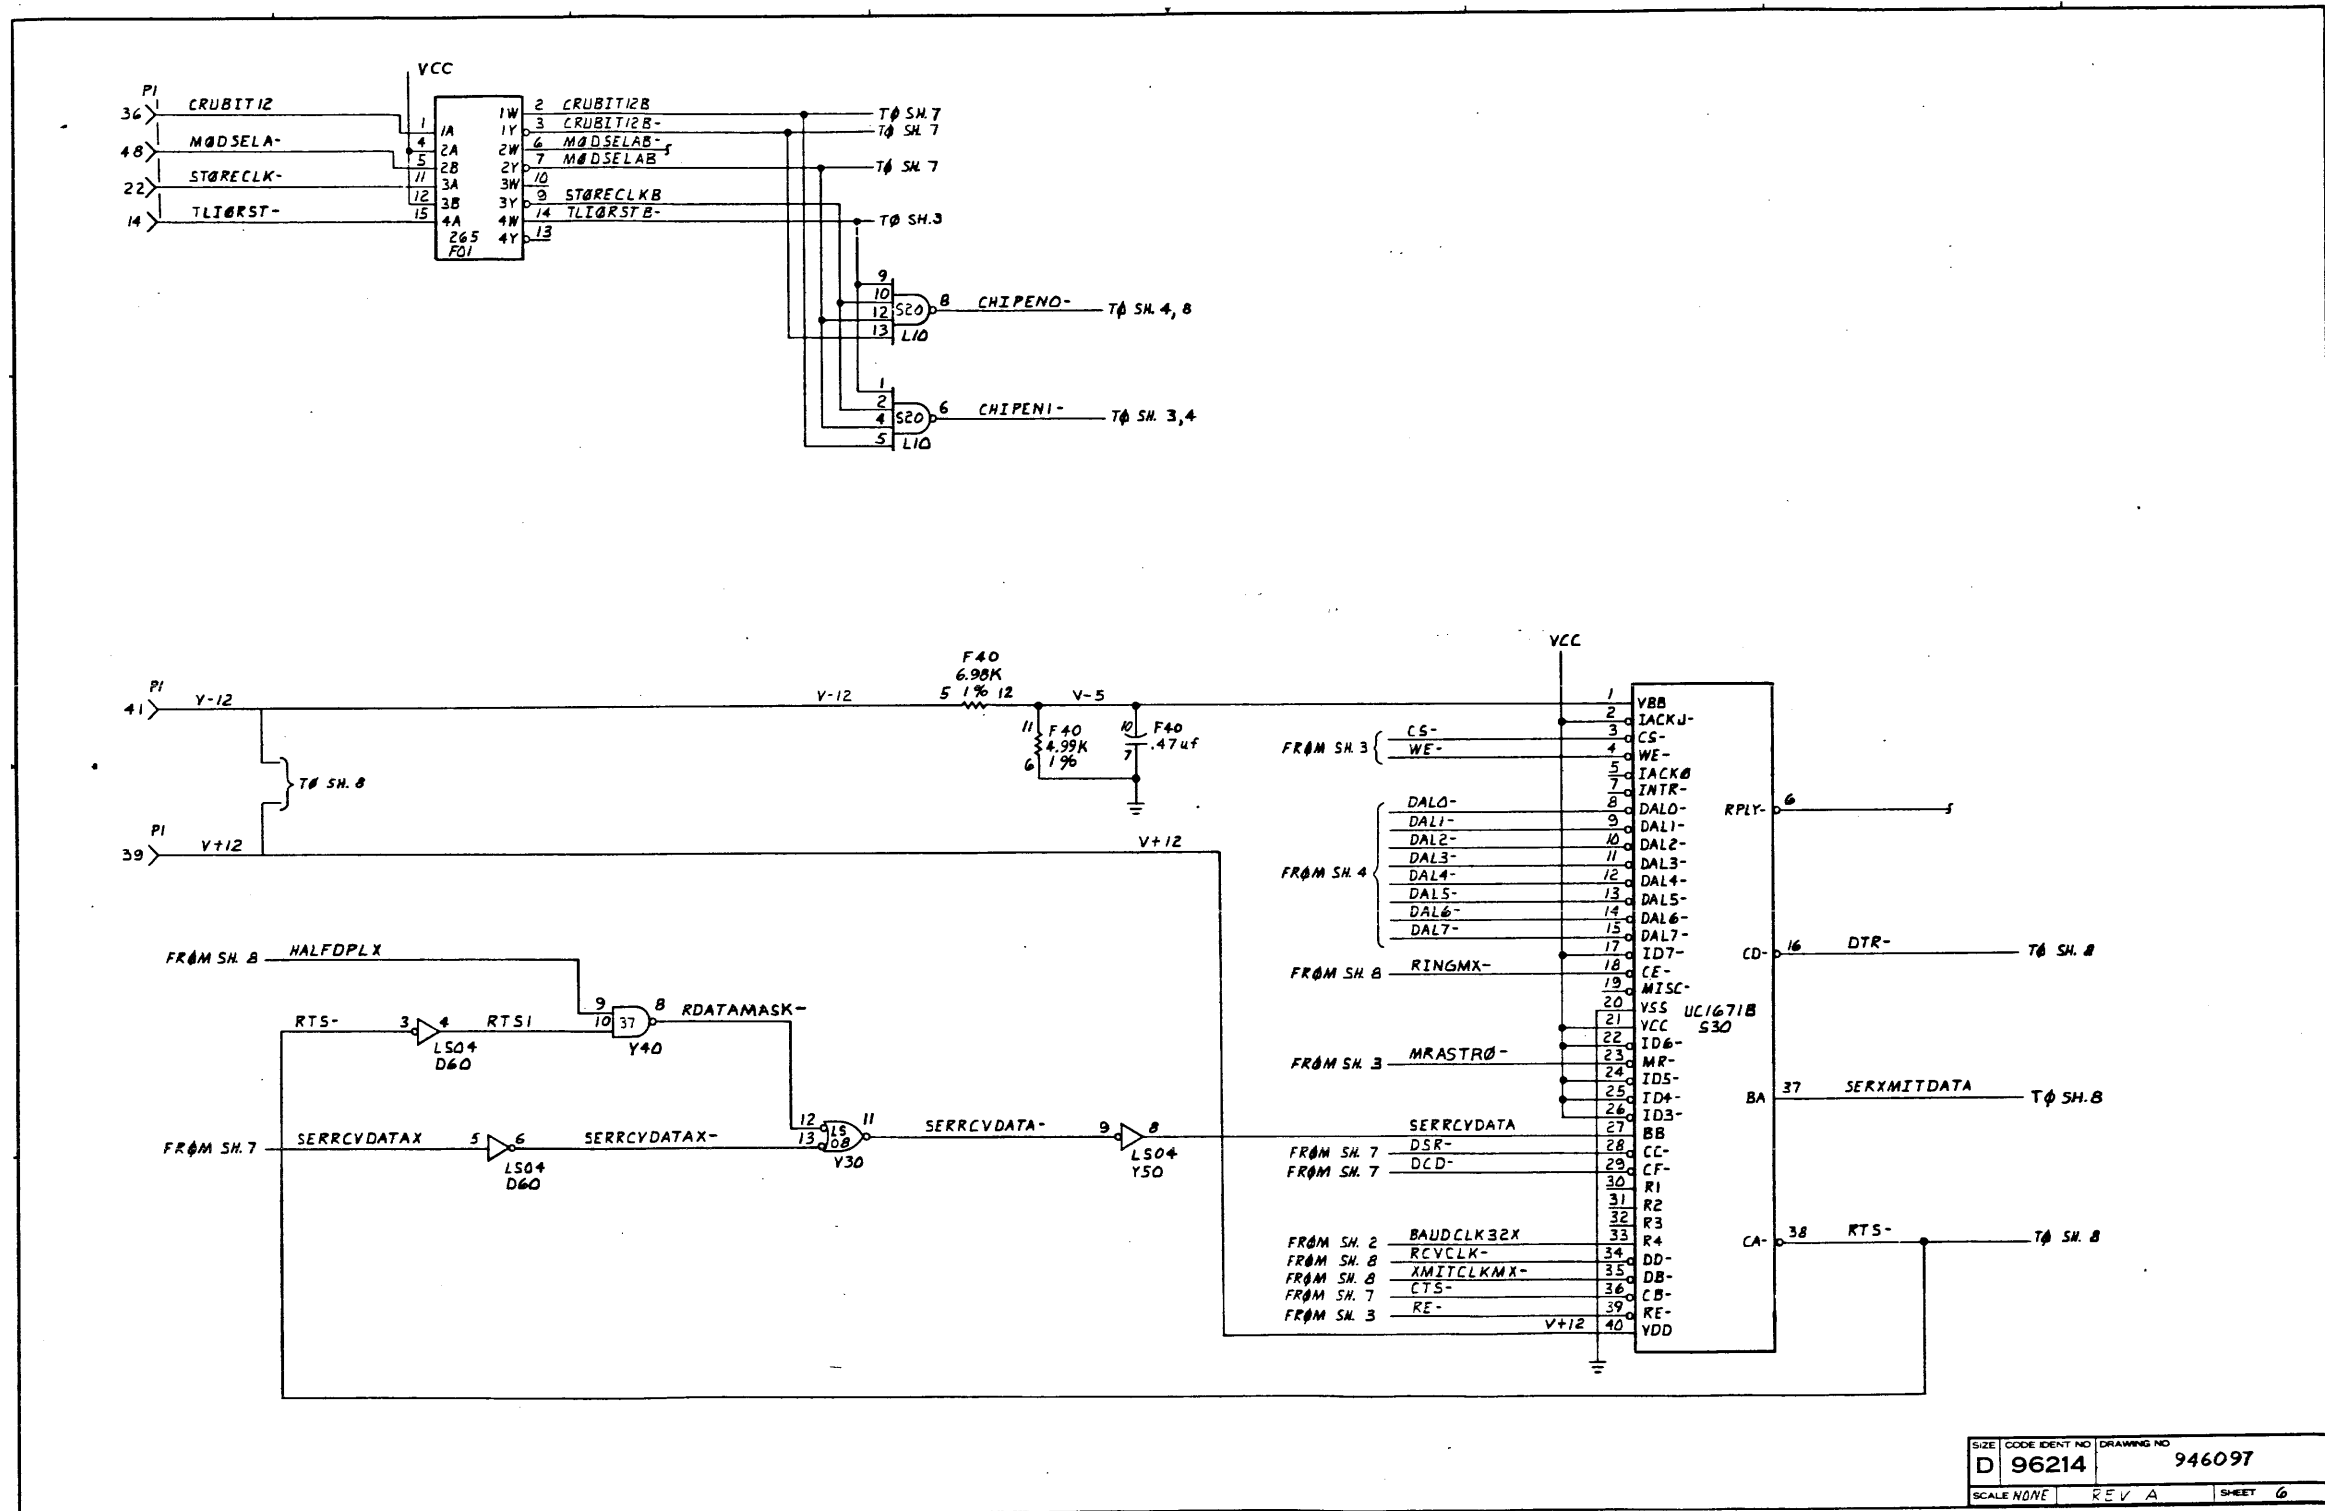 VCC
P1
36 CRUBIT12
48 MØDSELA-
22 STØRECLK-
14 TLIØRST-
1 1A
4 2A
5 2B
11 3A
12 3B
15 4A
265
F01
1W 2 CRUBIT12B TØ SH. 7
1Y 3 CRUBIT12B- TØ SH. 7
2W 6 MØDSELAB-
2Y 7 MØDSELAB TØ SH. 7
3W 10
3Y 9 STØRECLKB
4W 14 TLIØRSTB- TØ SH. 3
4Y 13
9
10
12
13
S20
L10
8 CHIPEN0- TØ SH. 4, 8
1
2
4
5
S20
L10
6 CHIPEN1- TØ SH. 3,4
P1
41 V-12
V-12
F40
6.98K
5 1% 12
V-5
11 F40
4.99K
6 1%
10 F40
.47uf
7
TØ SH. 8
P1
39 V+12
V+12
FRØM SH. 8 HALFDPLX
RTS- 3 4 RTS1
LS04
D60
9
10
37
Y40
8 RDATAMASK-
FRØM SH. 7 SERRCVDATAX 5 6 SERRCVDATAX-
LS04
D60
12
13
LS
08
Y30
11 SERRCVDATA- 9 8
LS04
Y50
VCC
1 VBB
2 IACKJ-
FRØM SH. 3
CS- 3 CS-
WE- 4 WE-
5 IACKØ
7 INTR-
FRØM SH. 4
DAL0- 8 DAL0-
DAL1- 9 DAL1-
DAL2- 10 DAL2-
DAL3- 11 DAL3-
DAL4- 12 DAL4-
DAL5- 13 DAL5-
DAL6- 14 DAL6-
DAL7- 15 DAL7-
17 ID7-
FRØM SH. 8 RINGMX- 18 CE-
19 MISC-
20 VSS
21 VCC
22 ID6-
FRØM SH. 3 MRASTRØ- 23 MR-
24 ID5-
25 ID4-
26 ID3-
SERRCVDATA 27 BB
FRØM SH. 7 DSR- 28 CC-
FRØM SH. 7 DCD- 29 CF-
30 R1
31 R2
32 R3
FRØM SH. 2 BAUDCLK32X 33 R4
FRØM SH. 8 RCVCLK- 34 DD-
FRØM SH. 8 XMITCLKMX- 35 DB-
FRØM SH. 7 CTS- 36 CB-
FRØM SH. 3 RE- 39 RE-
V+12 40 VDD
UC1671B
S30
RPLY- 6
CD- 16 DTR- TØ SH. 8
BA 37 SERXMITDATA TØ SH. 8
CA- 38 RTS- TØ SH. 8
SIZE CODE IDENT NO DRAWING NO
D 96214 946097
SCALE NONE REV A SHEET 6